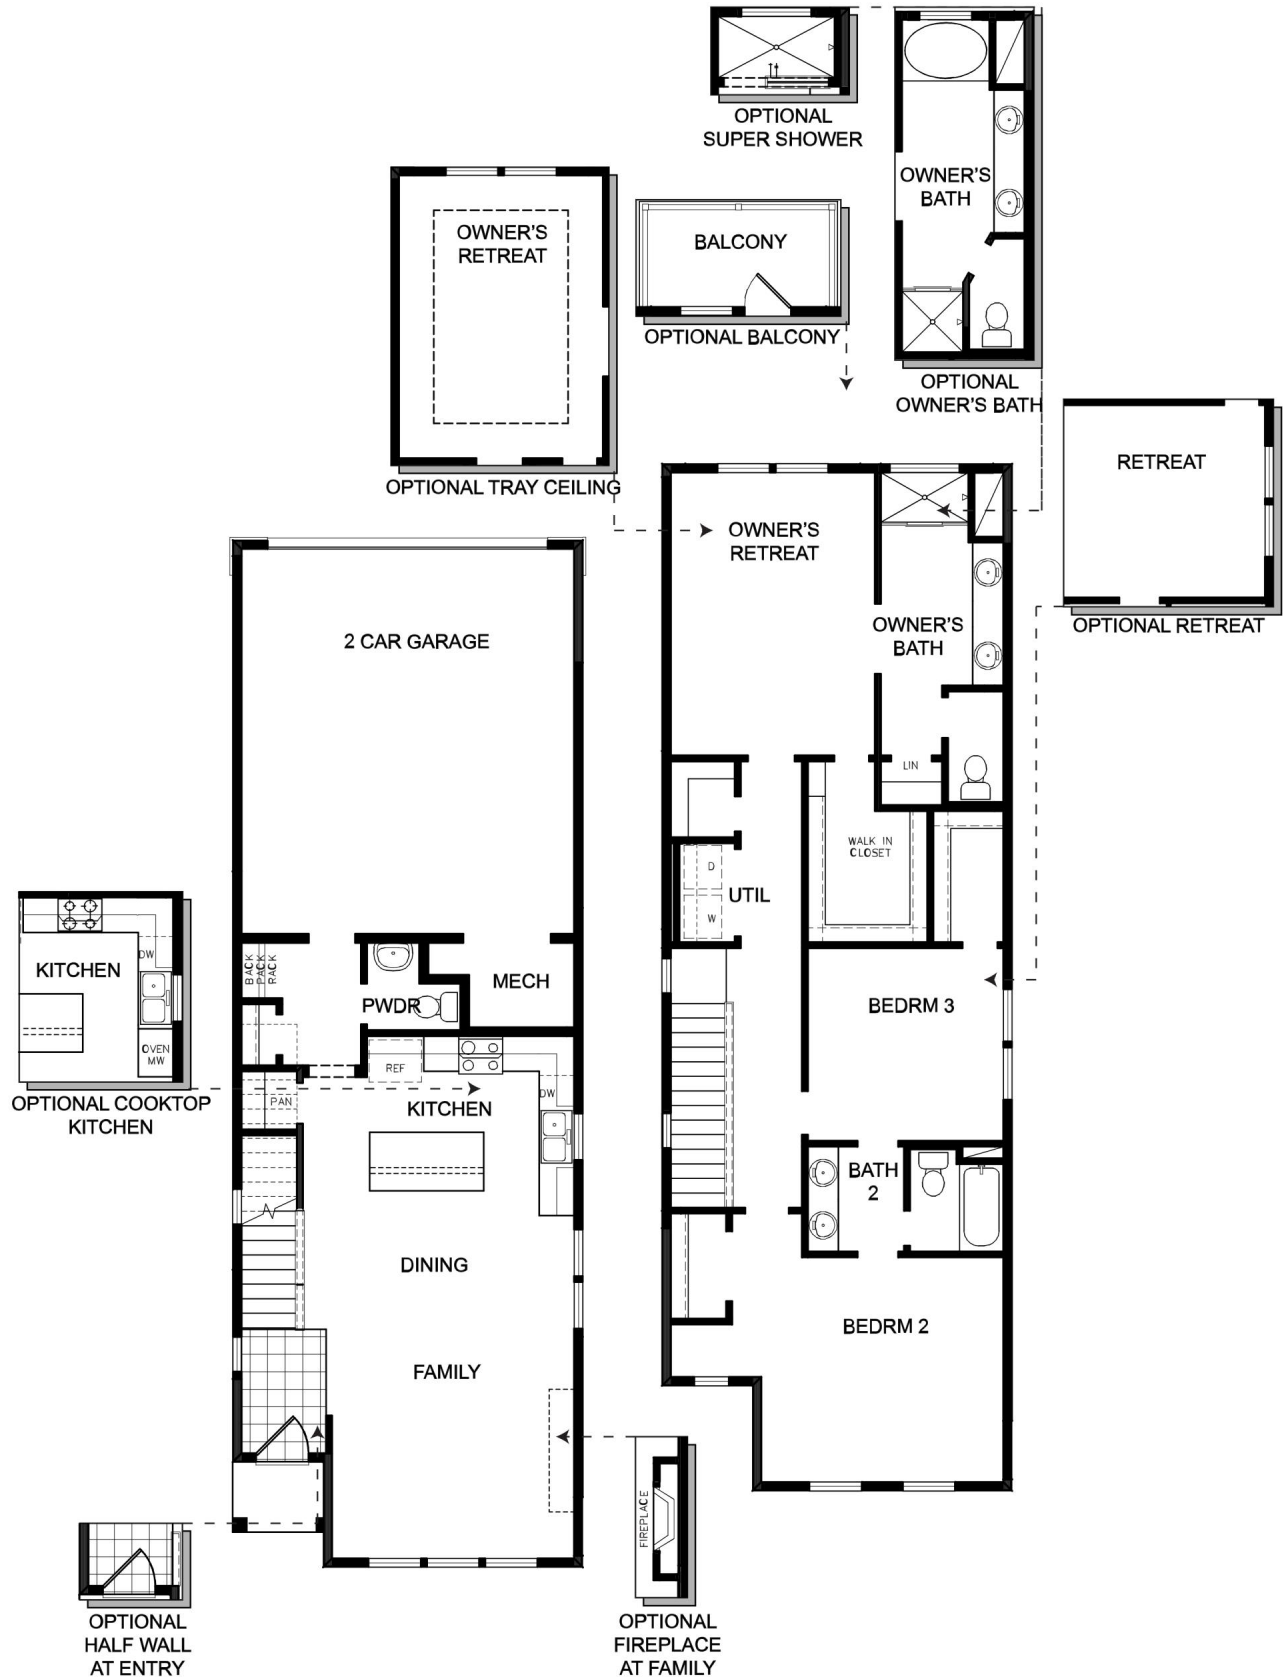 OPTIONAL
SUPER SHOWER
OWNER'S
BATH
OPTIONAL
OWNER'S BATH
OWNER'S
RETREAT
OPTIONAL TRAY CEILING
BALCONY
OPTIONAL BALCONY
RETREAT
OPTIONAL RETREAT
2 CAR GARAGE
BACK
PACK
RACK
PWDR
MECH
REF
KITCHEN
DW
PAN
DINING
FAMILY
KITCHEN
DW
OVEN
MW
OPTIONAL COOKTOP
KITCHEN
OPTIONAL
HALF WALL
AT ENTRY
FIREPLACE
OPTIONAL
FIREPLACE
AT FAMILY
OWNER'S
RETREAT
OWNER'S
BATH
LIN
WALK IN
CLOSET
D
UTIL
W
BEDRM 3
BATH
2
BEDRM 2